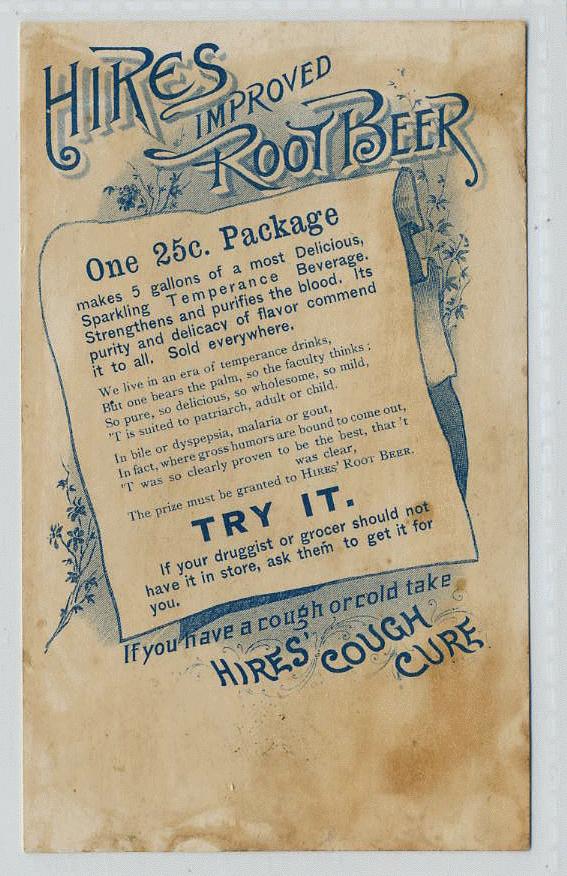 HIRES
IMPROVED
ROOT BEER
One 25c. Package
makes 5 gallons of a most Delicious,
Sparkling Temperance Beverage.
Strengthens and purifies the blood. Its
purity and delicacy of flavor commend
it to all. Sold everywhere.
We live in an era of temperance drinks,
But one bears the palm, so the faculty thinks;
So pure, so delicious, so wholesome, so mild,
'T is suited to patriarch, adult or child.
In bile or dyspepsia, malaria or gout,
In fact, where gross humors are bound to come out,
'T was so clearly proven to be the best, that 't
was clear,
The prize must be granted to HIRES' ROOT BEER.
TRY IT.
If your druggist or grocer should not
have it in store, ask them to get it for
you.
If you have a cough or cold take
HIRES' COUGH
CURE